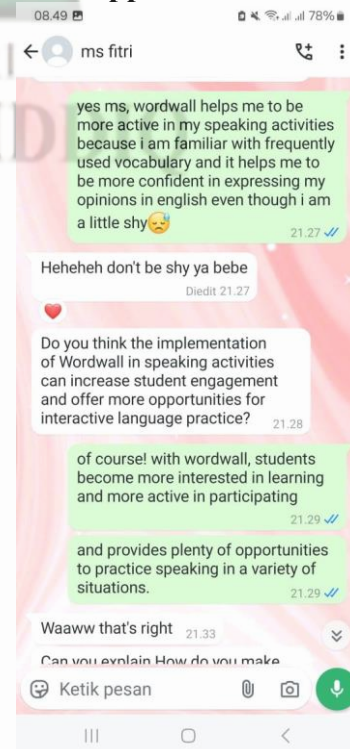 08.49 78%
ms fitri
yes ms, wordwall helps me to be
more active in my speaking activities
because i am familiar with frequently
used vocabulary and it helps me to
be more confident in expressing my
opinions in english even though i am
a little shy😥
21.27
Heheheh don't be shy ya bebe
Diedit 21.27
Do you think the implementation
of Wordwall in speaking activities
can increase student engagement
and offer more opportunities for
interactive language practice? 21.28
of course! with wordwall, students
become more interested in learning
and more active in participating
21.29
and provides plenty of opportunities
to practice speaking in a variety of
situations.
21.29
Waaww that's right 21.33
Can you explain How do you make
Ketik pesan